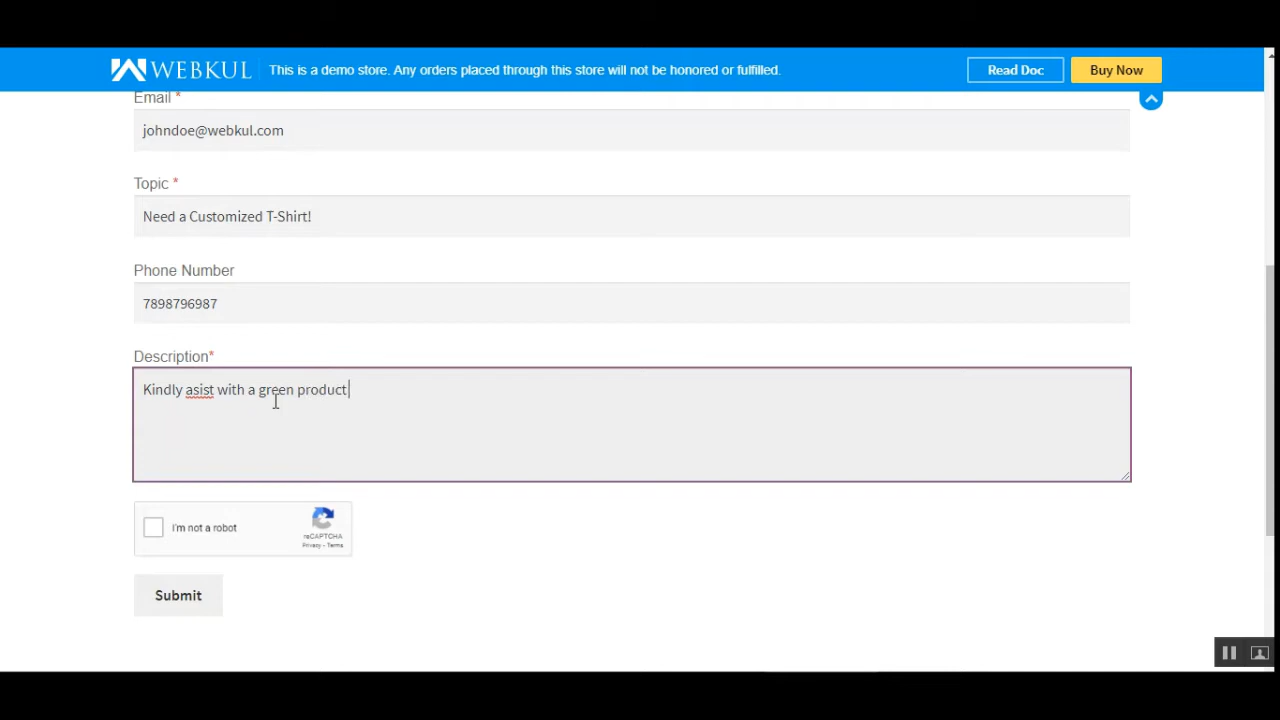 WEBKUL
This is a demo store. Any orders placed through this store will not be honored or fulfilled.
Read Doc
Buy Now
Email *
johndoe@webkul.com
Topic *
Need a Customized T-Shirt!
Phone Number
7898796987
Description*
Kindly asist with a green product
I'm not a robot
reCAPTCHA
Privacy - Terms
Submit